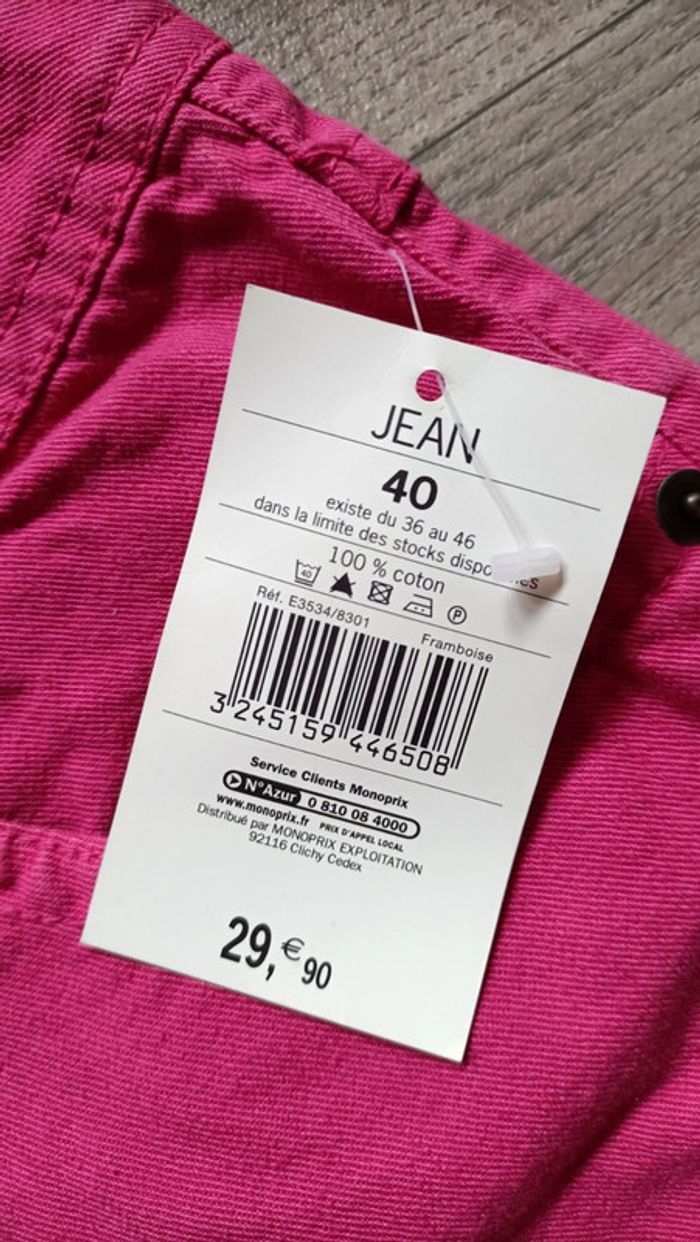 JEAN
40
existe du 36 au 46
dans la limite des stocks
100 % coton
40 P
Réf. E3534/8301
Framboise
3 245159 446508
Service Clients Monoprix
N°Azur 0 810 08 4000
www.monoprix.fr PRIX D'APPEL LOCAL
Distribué par MONOPRIX EXPLOITATION
92116 Clichy Cedex
29,€90